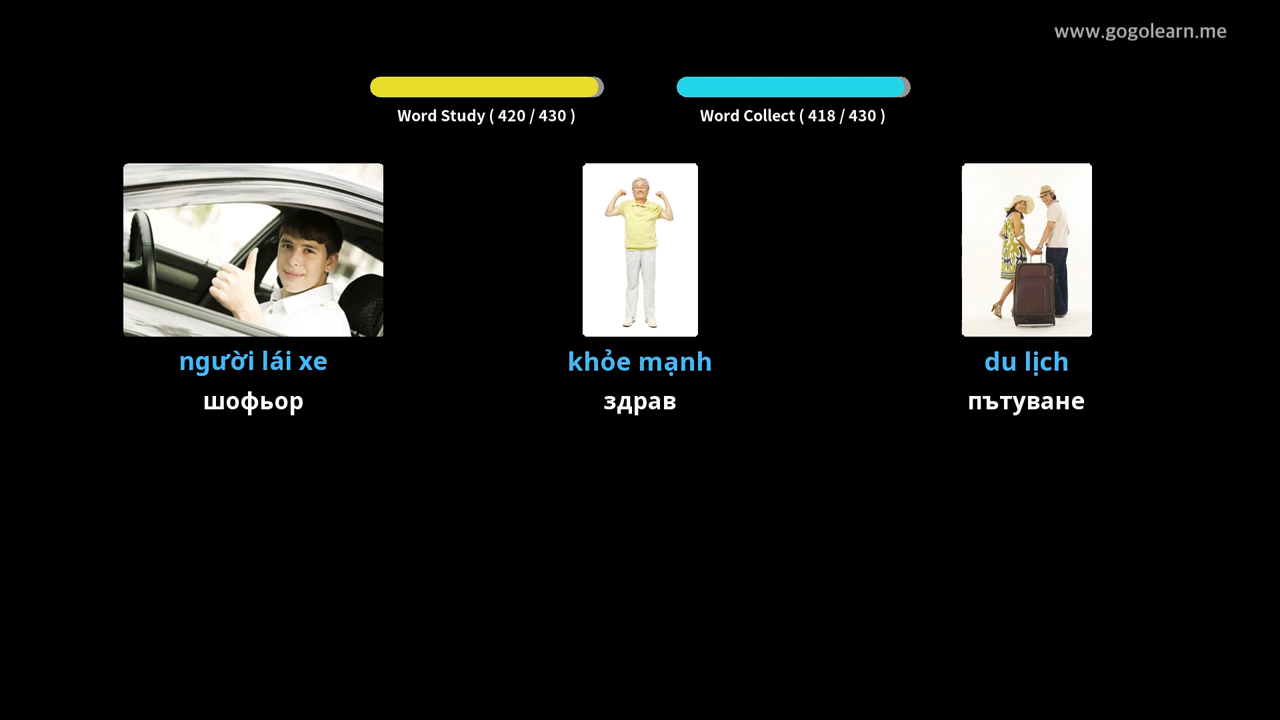 www.gogolearn.me
Word Study ( 420 / 430 )
Word Collect ( 418 / 430 )
người lái xe
khỏe mạnh
du lịch
шофьор
здрав
пътуване